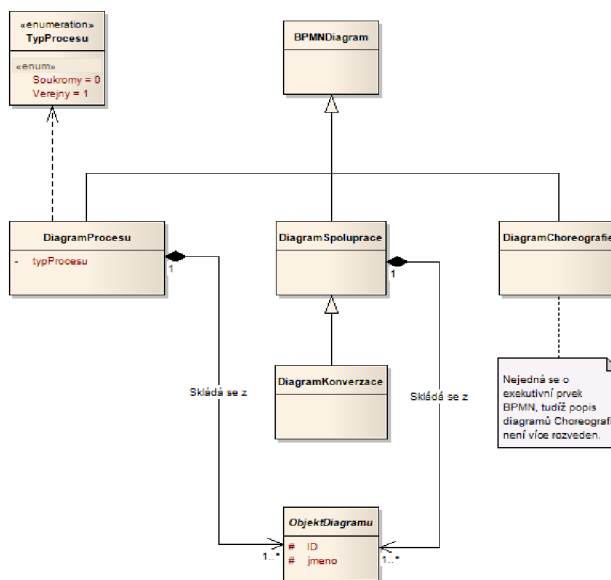 «enumeration»
TypProcesu
«enum»
Soukromy = 0
Verejny = 1
BPMNDiagram
DiagramProcesu
- typProcesu
1
DiagramSpoluprace
1
DiagramChoreografie
Skládá se z
DiagramKonverzace
Skládá se z
Nejedná se o
exekutivní prvek
BPMN, tudíž popis
diagramů Choreografi
není více rozveden.
ObjektDiagramu
# ID
# jmeno
1..*
1..*